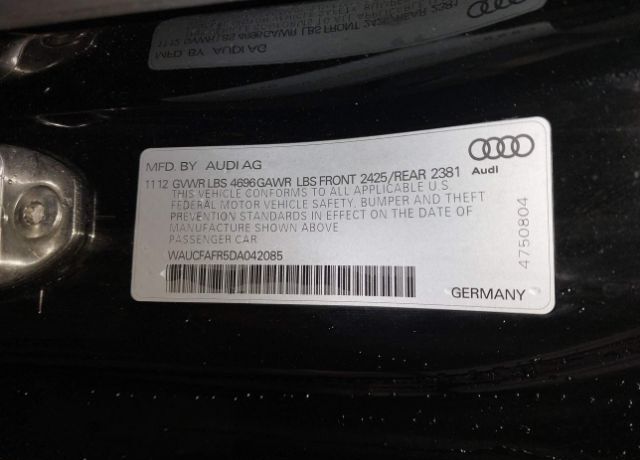 MFD. BY AUDI AG
Audi
1112 GVWR LBS 4696GAWR LBS FRONT 2425/REAR 2381
THIS VEHICLE CONFORMS TO ALL APPLICABLE U.S
FEDERAL MOTOR VEHICLE SAFETY, BUMPER AND THEFT
PREVENTION STANDARDS IN EFFECT ON THE DATE OF
MANUFACTURE SHOWN ABOVE
PASSENGER CAR
WAUCFAFR5DA042085
GERMANY
4750804